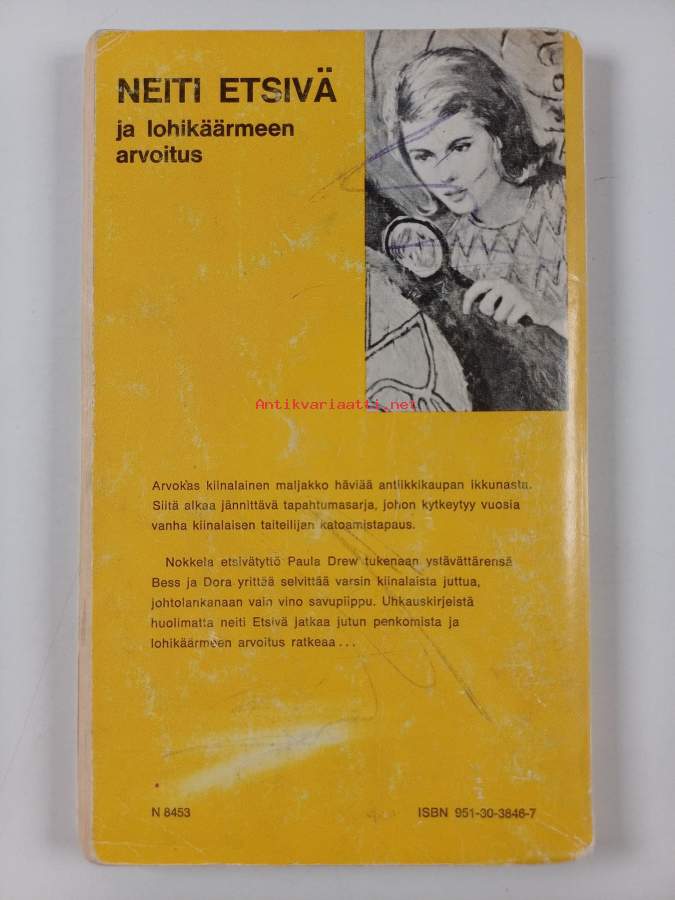 NEITI ETSIVÄ
ja lohikäärmeen
arvoitus
Antikvariaatti.net
Arvokas kiinalainen maljakko häviää antiikkikaupan ikkunasta.
Siitä alkaa jännittävä tapahtumasarja, johon kytkeytyy vuosia
vanha kiinalaisen taiteilijan katoamistapaus.
Nokkela etsivätyttö Paula Drew tukenaan ystävättärensä
Bess ja Dora yrittää selvittää varsin kiinalaista juttua,
johtolankanaan vain vino savupiippu. Uhkauskirjeistä
huolimatta neiti Etsivä jatkaa jutun penkomista ja
lohikäärmeen arvoitus ratkeaa...
N 8453
ISBN 951-30-3846-7